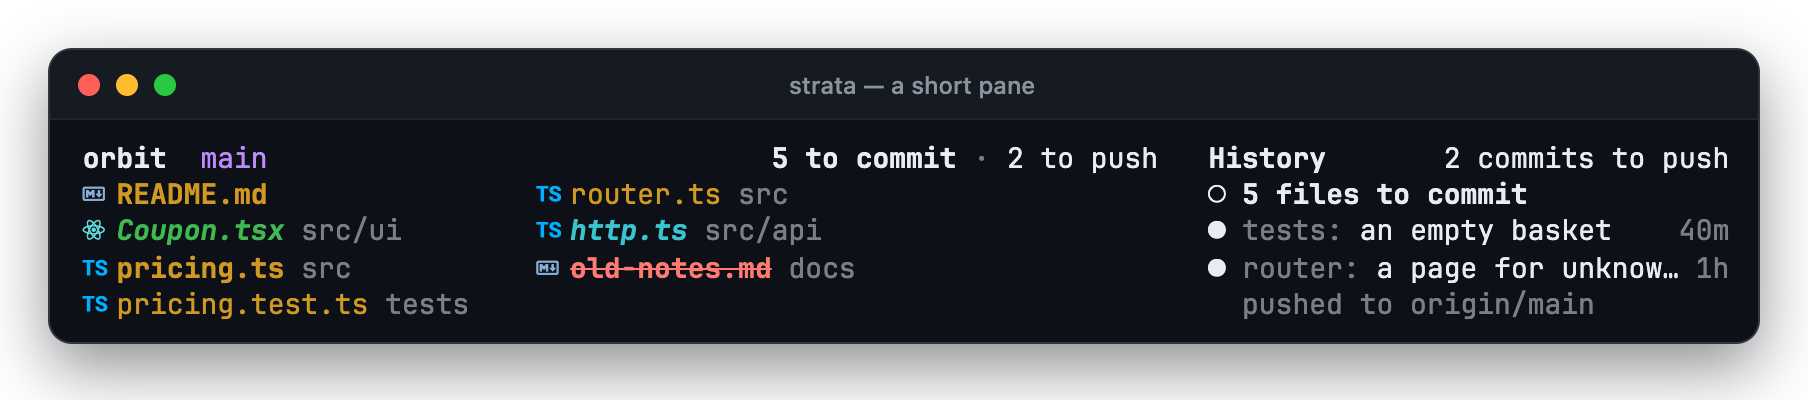 strata — a short pane
orbit main 5 to commit · 2 to push
README.md
Coupon.tsx src/ui
TS pricing.ts src
TS pricing.test.ts tests
TS router.ts src
TS http.ts src/api
old-notes.md docs
History 2 commits to push
5 files to commit
tests: an empty basket 40m
router: a page for unknow… 1h
pushed to origin/main